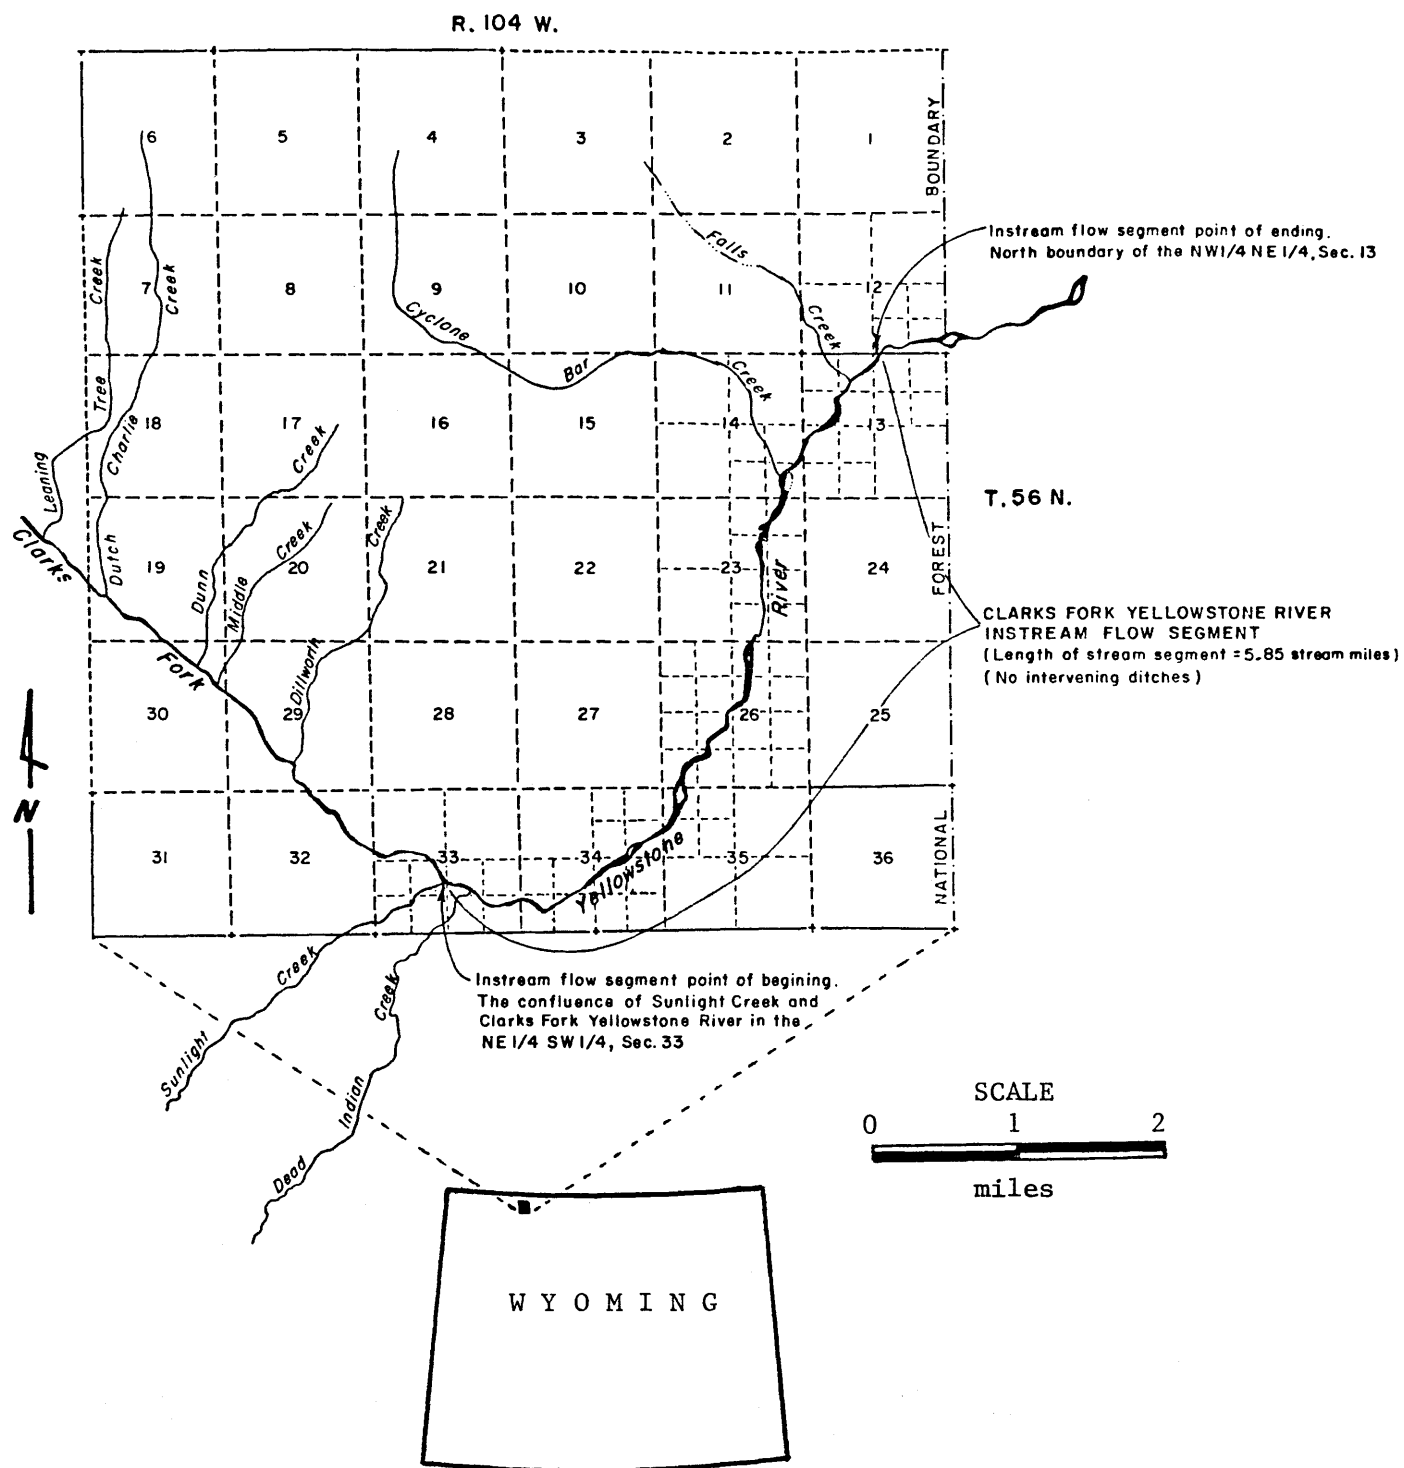 R. 104 W.
6
5
4
3
2
1
BOUNDARY
Instream flow segment point of ending.
North boundary of the NW1/4 NE1/4, Sec. 13
Falls
Creek
Creek
Creek
7
8
9
10
11
12
Cyclone
Bar
Creek
Creek
Tree
Charlie
18
17
16
15
14
13
Creek
Leaning
T. 56 N.
Clarks
Dutch
19
Dunn
Middle
Creek
20
Creek
21
22
23
River
24
FOREST
CLARKS FORK YELLOWSTONE RIVER
INSTREAM FLOW SEGMENT
(Length of stream segment = 5.85 stream miles)
(No intervening ditches)
Fork
Dillworth
30
29
28
27
26
25
N
31
32
33
34
35
36
Yellowstone
NATIONAL
Sunlight
Creek
Dead
Indian
Creek
Instream flow segment point of begining.
The confluence of Sunlight Creek and
Clarks Fork Yellowstone River in the
NE1/4 SW1/4, Sec. 33
SCALE
0 1 2
miles
WYOMING